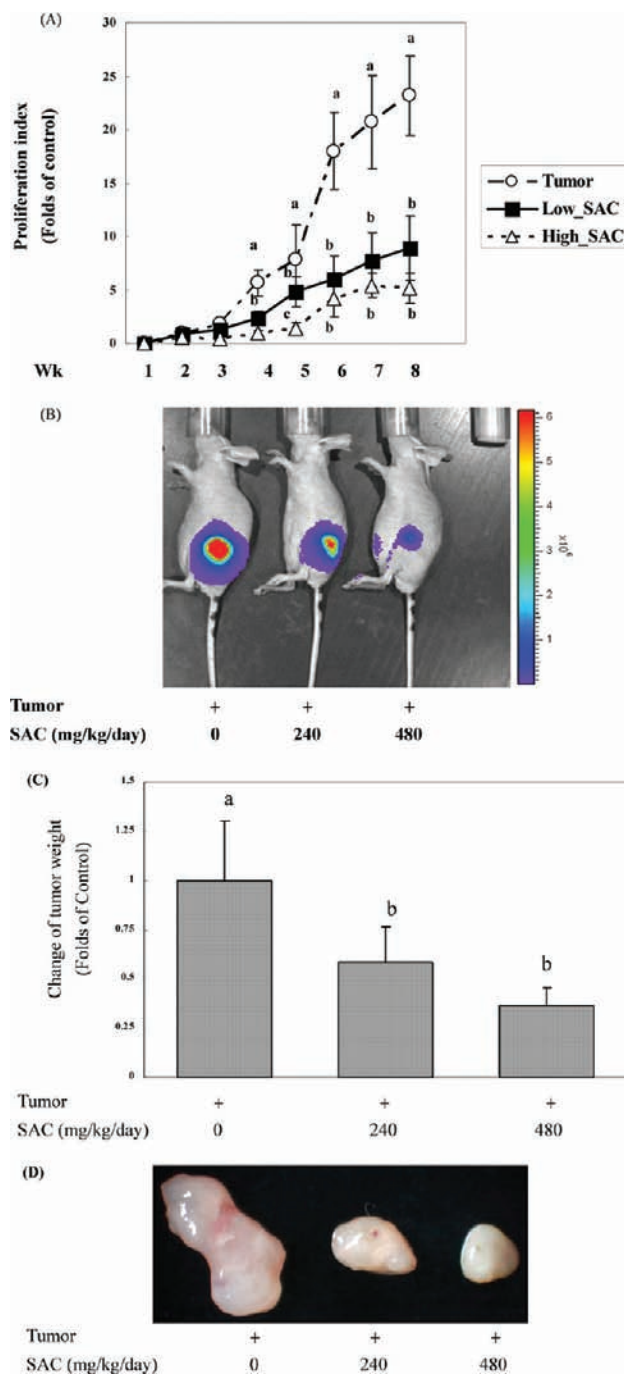 (A)
30
25
20
15
10
5
0
Proliferation index
(Folds of control)
a
a
a
a
a
b
b
b
b
b
b
c
b
b
b
Tumor
Low_SAC
High_SAC
Wk 1 2 3 4 5 6 7 8
(B)
6
5
4
3
2
1
x10⁶
Tumor + + +
SAC (mg/kg/day) 0 240 480
(C)
1.5
1.25
1
0.75
0.5
0.25
0
Change of tumor weight
(Folds of Control)
a
b
b
Tumor + + +
SAC (mg/kg/day) 0 240 480
(D)
Tumor + + +
SAC (mg/kg/day) 0 240 480